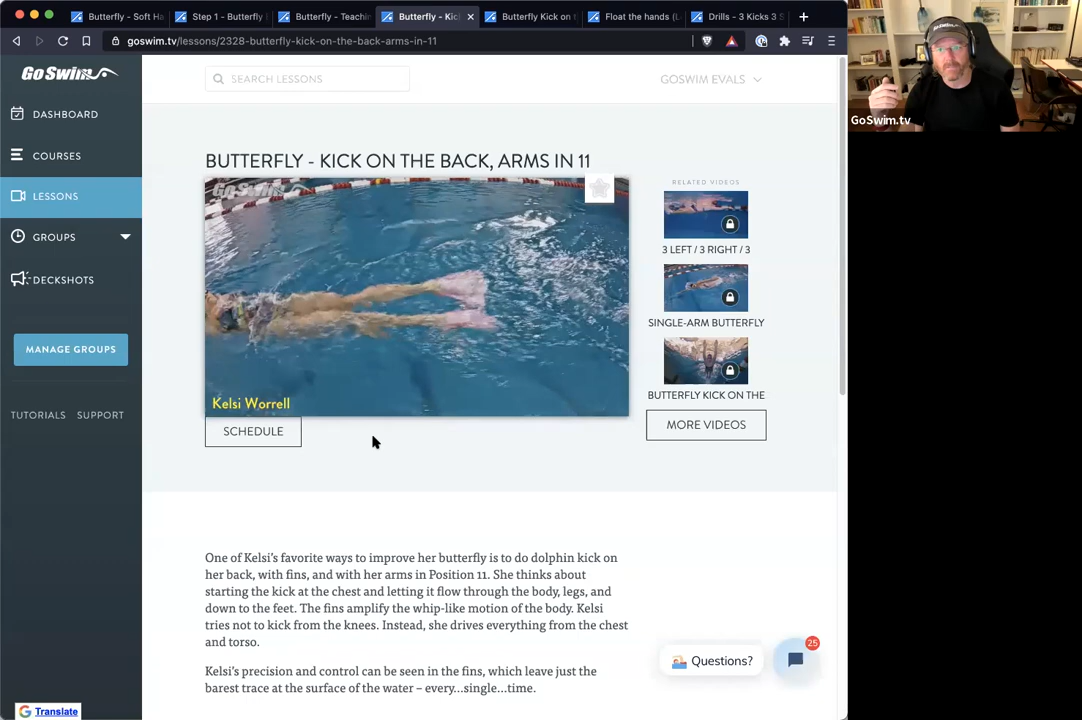 Butterfly - Soft Ha
Step 1 - Butterfly
Butterfly - Teachin
Butterfly - Kic
Butterfly Kick on t
Float the hands (L
Drills - 3 Kicks 3 S
goswim.tv/lessons/2328-butterfly-kick-on-the-back-arms-in-11
GoSwim
SEARCH LESSONS
GOSWIM EVALS
GoSwim.tv
DASHBOARD
COURSES
LESSONS
GROUPS
DECKSHOTS
MANAGE GROUPS
TUTORIALS
SUPPORT
BUTTERFLY - KICK ON THE BACK, ARMS IN 11
GoSwim
Kelsi Worrell
SCHEDULE
RELATED VIDEOS
3 LEFT / 3 RIGHT / 3
SINGLE-ARM BUTTERFLY
BUTTERFLY KICK ON THE
MORE VIDEOS
One of Kelsi's favorite ways to improve her butterfly is to do dolphin kick on
her back, with fins, and with her arms in Position 11. She thinks about
starting the kick at the chest and letting it flow through the body, legs, and
down to the feet. The fins amplify the whip-like motion of the body. Kelsi
tries not to kick from the knees. Instead, she drives everything from the chest
and torso.
Kelsi's precision and control can be seen in the fins, which leave just the
barest trace at the surface of the water – every…single…time.
Questions?
25
Translate